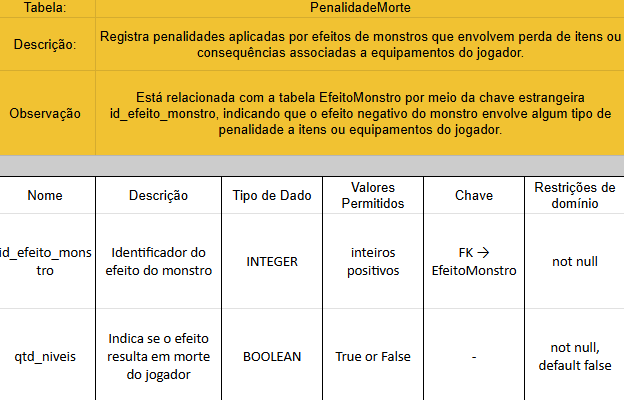 Tabela: PenalidadeMorte
Descrição: Registra penalidades aplicadas por efeitos de monstros que envolvem perda de itens ou
consequências associadas a equipamentos do jogador.
Observação Está relacionada com a tabela EfeitoMonstro por meio da chave estrangeira
id_efeito_monstro, indicando que o efeito negativo do monstro envolve algum tipo de
penalidade a itens ou equipamentos do jogador.
Nome Descrição Tipo de Dado Valores Permitidos Chave Restrições de domínio
id_efeito_monstro Identificador do efeito do monstro INTEGER inteiros positivos FK → EfeitoMonstro not null
qtd_niveis Indica se o efeito resulta em morte do jogador BOOLEAN True or False - not null, default false